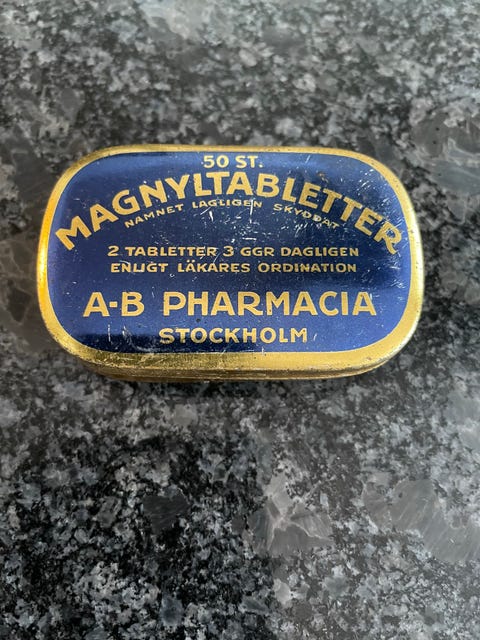 50 ST.
MAGNYLTABLETTER
NAMNET LAGLIGEN SKYDDAT
2 TABLETTER 3 GGR DAGLIGEN
ENLIGT LÄKARES ORDINATION
A-B PHARMACIA
STOCKHOLM